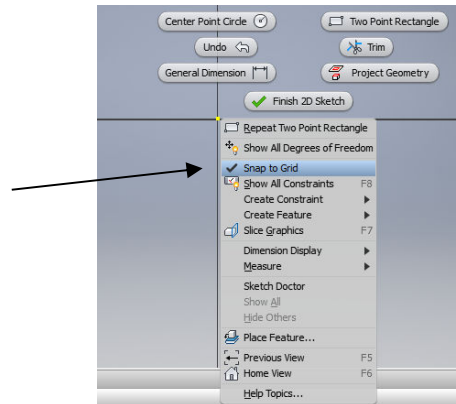 Center Point Circle
Two Point Rectangle
Undo
Trim
General Dimension
Project Geometry
Finish 2D Sketch
Repeat Two Point Rectangle
Show All Degrees of Freedom
Snap to Grid
Show All Constraints F8
Create Constraint
Create Feature
Slice Graphics F7
Dimension Display
Measure
Sketch Doctor
Show All
Hide Others
Place Feature...
Previous View F5
Home View F6
Help Topics...